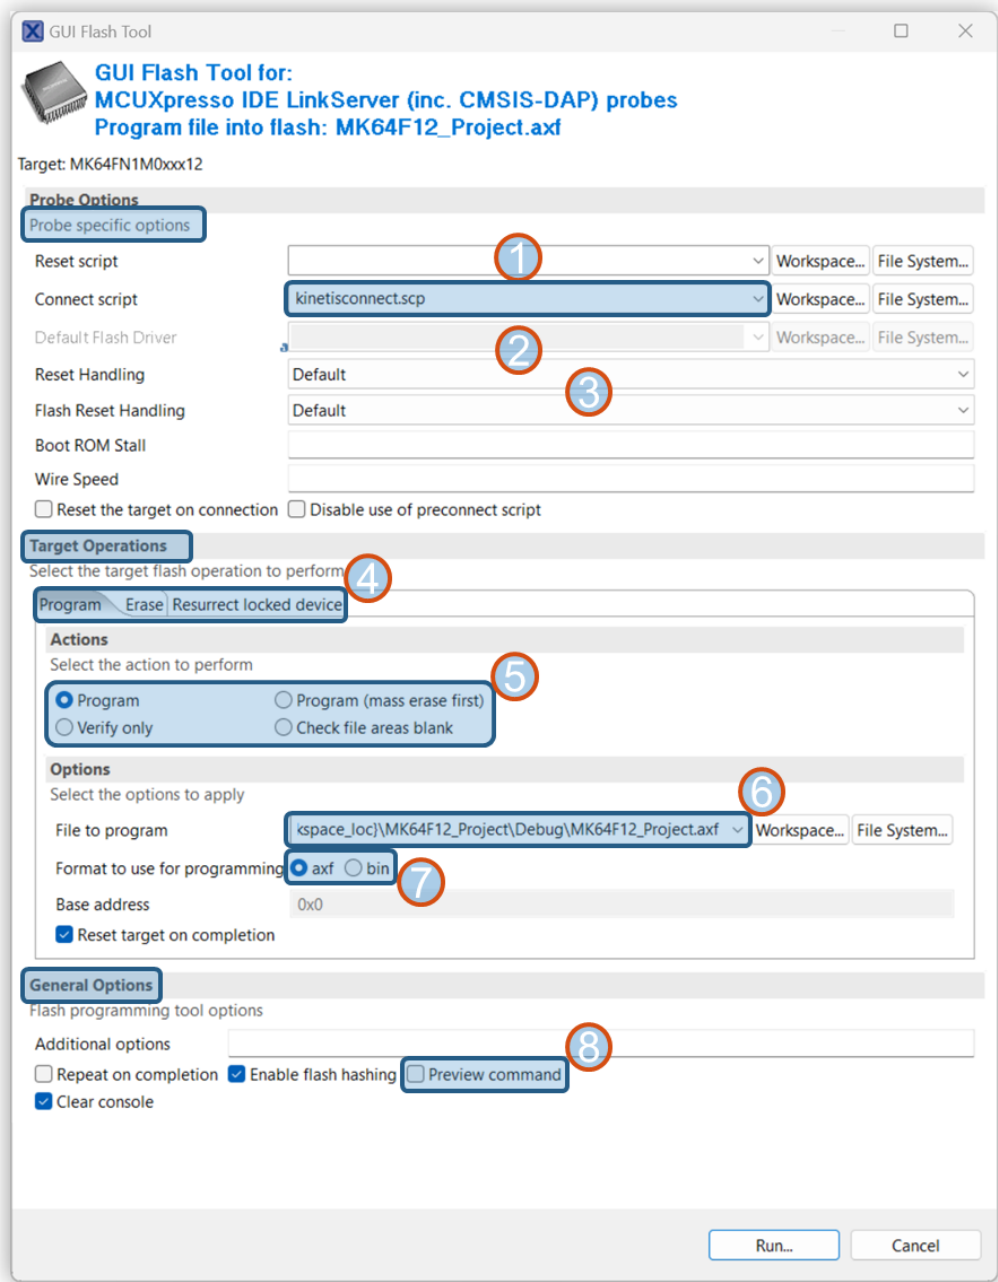 GUI Flash Tool
GUI Flash Tool for:
MCUXpresso IDE LinkServer (inc. CMSIS-DAP) probes
Program file into flash: MK64F12_Project.axf
Target: MK64FN1M0xxx12
Probe Options
Probe specific options
1
Reset script Workspace... File System...
Connect script kinetisconnect.scp Workspace... File System...
2
Default Flash Driver Workspace... File System...
Reset Handling Default
3
Flash Reset Handling Default
Boot ROM Stall
Wire Speed
Reset the target on connection Disable use of preconnect script
Target Operations
Select the target flash operation to perform
4
Program Erase Resurrect locked device
Actions
Select the action to perform
5
Program Program (mass erase first)
Verify only Check file areas blank
Options
Select the options to apply
6
File to program kspace_loc}\MK64F12_Project\Debug\MK64F12_Project.axf Workspace... File System...
Format to use for programming axf bin
7
Base address 0x0
Reset target on completion
General Options
Flash programming tool options
Additional options
8
Repeat on completion Enable flash hashing Preview command
Clear console
Run... Cancel